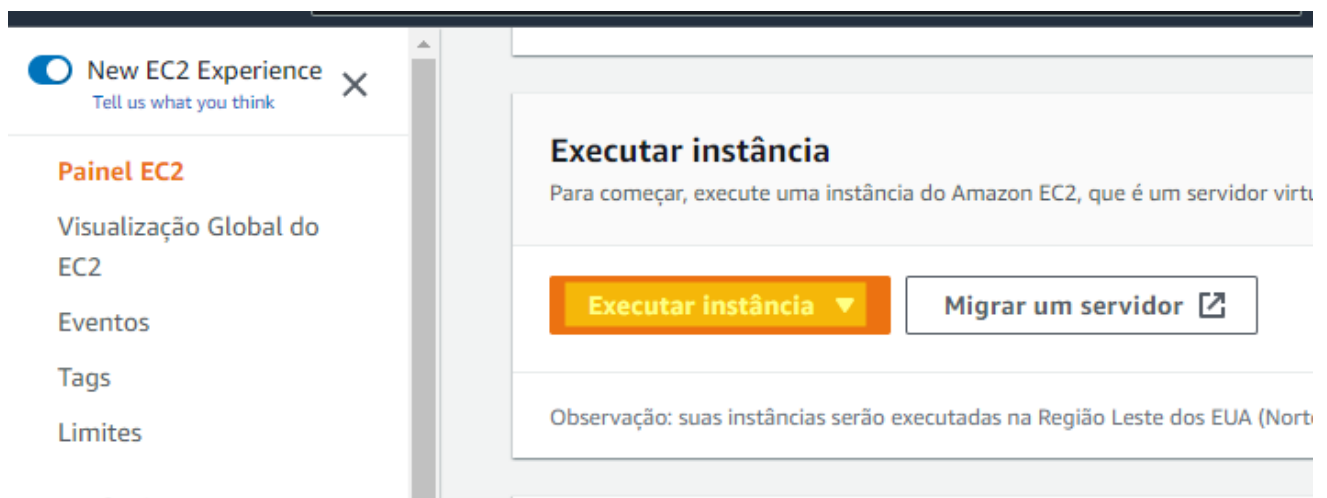 New EC2 Experience
Tell us what you think
Painel EC2
Visualização Global do
EC2
Eventos
Tags
Limites
Executar instância
Para começar, execute uma instância do Amazon EC2, que é um servidor
Executar instância
Migrar um servidor
Observação: suas instâncias serão executadas na Região Leste dos EUA